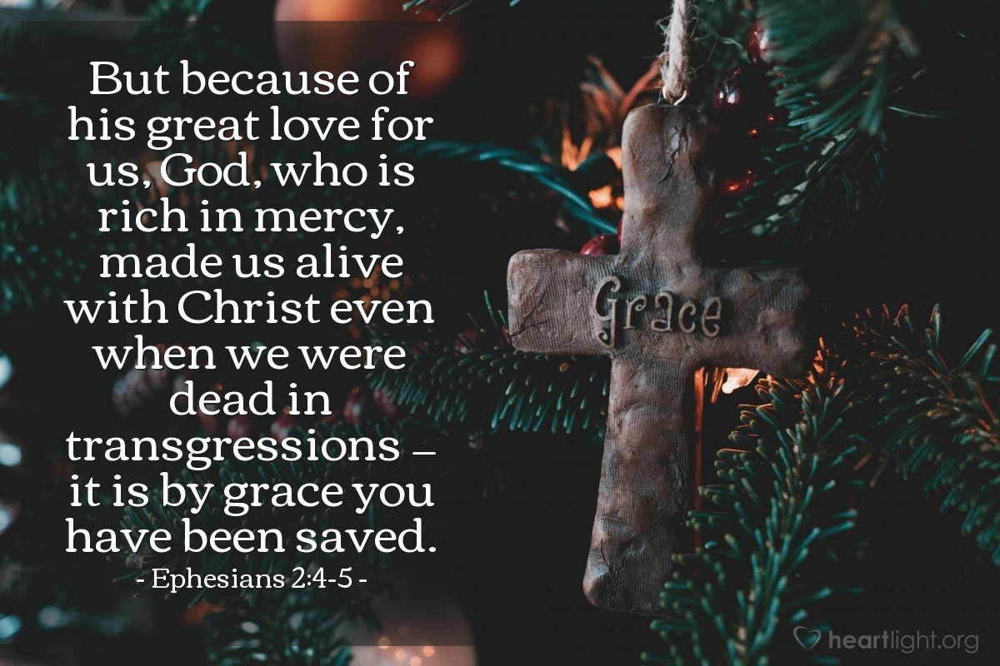 But because of
his great love for
us, God, who is
rich in mercy,
made us alive
with Christ even
when we were
dead in
transgressions —
it is by grace you
have been saved.
- Ephesians 2:4-5 -
Grace
heartlight.org